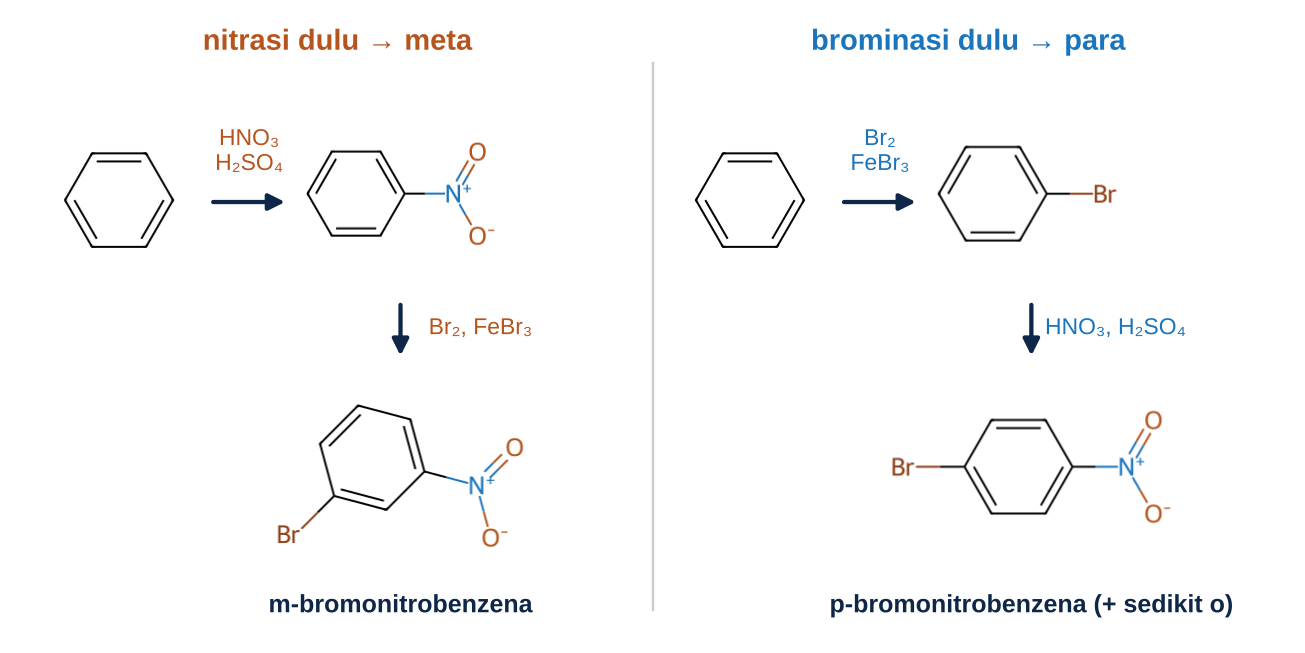 nitrasi dulu → meta
HNO₃
H₂SO₄
O
N⁺
O⁻
Br₂, FeBr₃
O
N⁺
Br
O⁻
m-bromonitrobenzena
brominasi dulu → para
Br₂
FeBr₃
Br
HNO₃, H₂SO₄
O
Br
N⁺
O⁻
p-bromonitrobenzena (+ sedikit o)